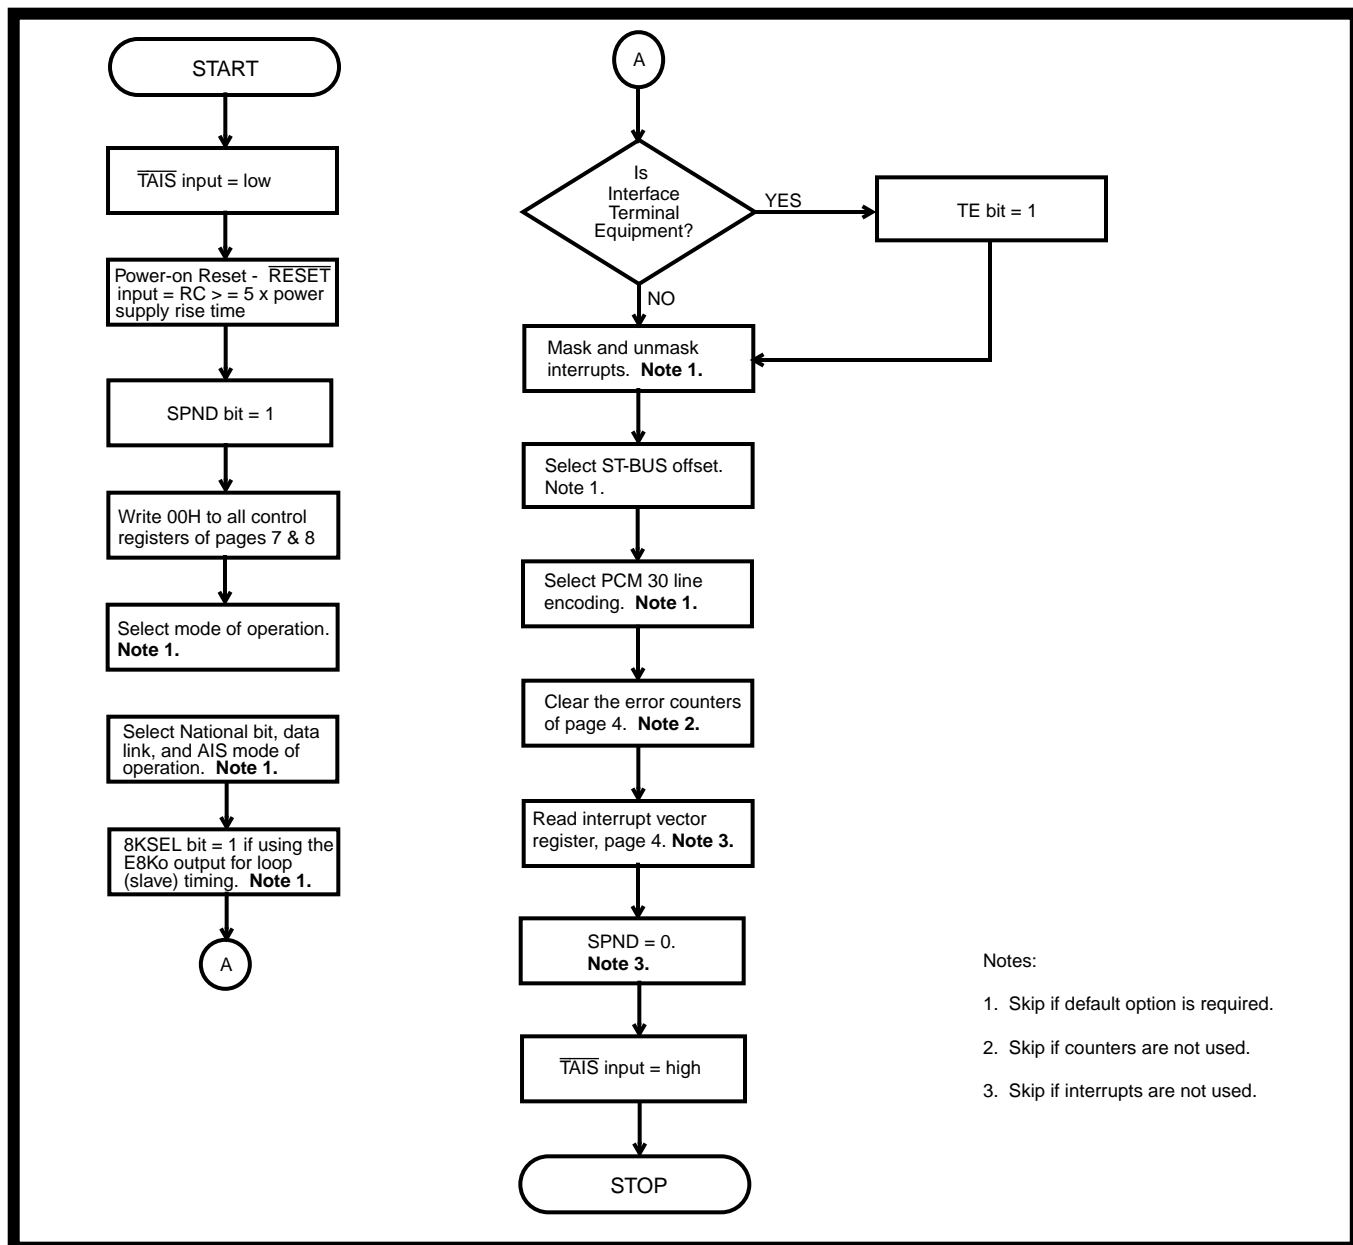 START
TAIS input = low
Power-on Reset - RESET
input = RC > = 5 x power
supply rise time
SPND bit = 1
Write 00H to all control
registers of pages 7 & 8
Select mode of operation.
Note 1.
Select National bit, data
link, and AIS mode of
operation. Note 1.
8KSEL bit = 1 if using the
E8Ko output for loop
(slave) timing. Note 1.
A
A
Is
Interface
Terminal
Equipment?
YES
TE bit = 1
NO
Mask and unmask
interrupts. Note 1.
Select ST-BUS offset.
Note 1.
Select PCM 30 line
encoding. Note 1.
Clear the error counters
of page 4. Note 2.
Read interrupt vector
register, page 4. Note 3.
SPND = 0.
Note 3.
TAIS input = high
STOP
Notes:
1. Skip if default option is required.
2. Skip if counters are not used.
3. Skip if interrupts are not used.